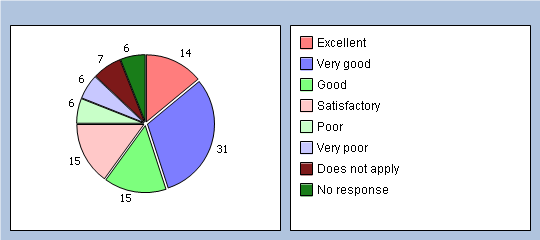 14
31
15
15
6
6
7
6
Excellent
Very good
Good
Satisfactory
Poor
Very poor
Does not apply
No response